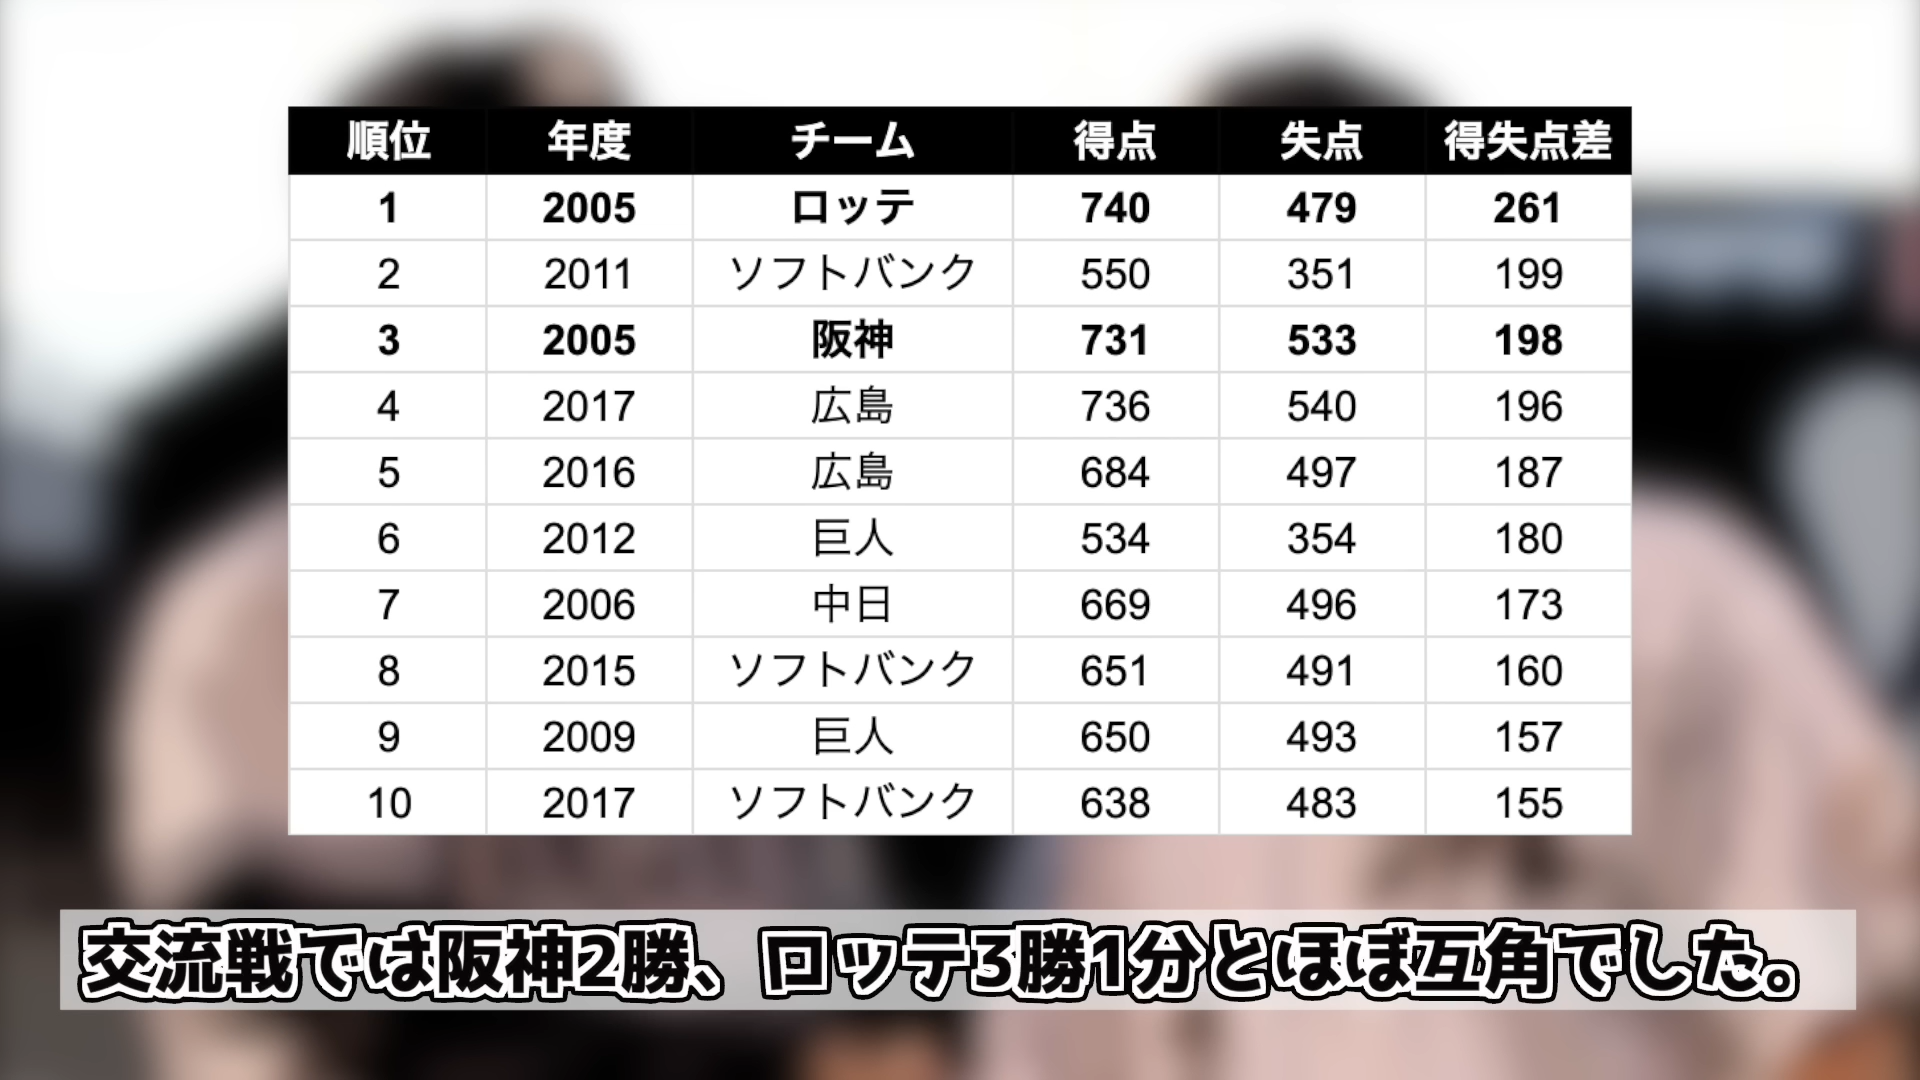 順位 年度 チーム 得点 失点 得失点差
1 2005 ロッテ 740 479 261
2 2011 ソフトバンク 550 351 199
3 2005 阪神 731 533 198
4 2017 広島 736 540 196
5 2016 広島 684 497 187
6 2012 巨人 534 354 180
7 2006 中日 669 496 173
8 2015 ソフトバンク 651 491 160
9 2009 巨人 650 493 157
10 2017 ソフトバンク 638 483 155
交流戦では阪神2勝、ロッテ3勝1分とほぼ互角でした。